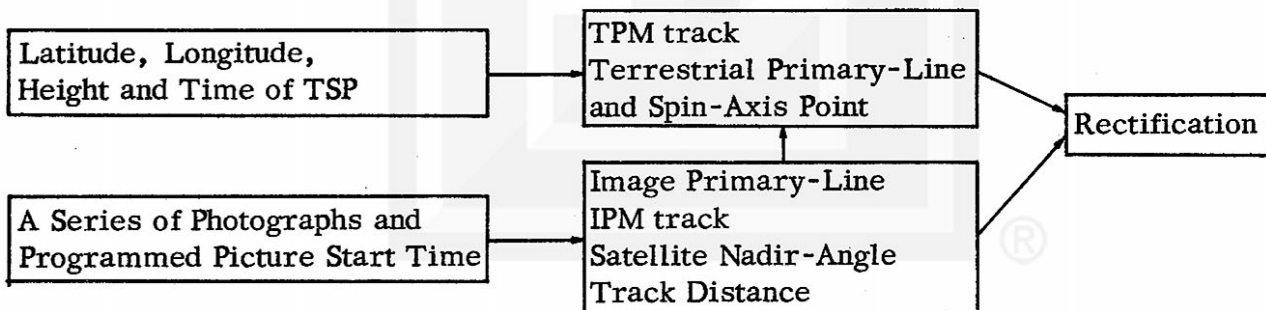 Latitude, Longitude,
Height and Time of TSP
TPM track
Terrestrial Primary-Line
and Spin-Axis Point
Rectification
A Series of Photographs and
Programmed Picture Start Time
Image Primary-Line
IPM track
Satellite Nadir-Angle
Track Distance
®